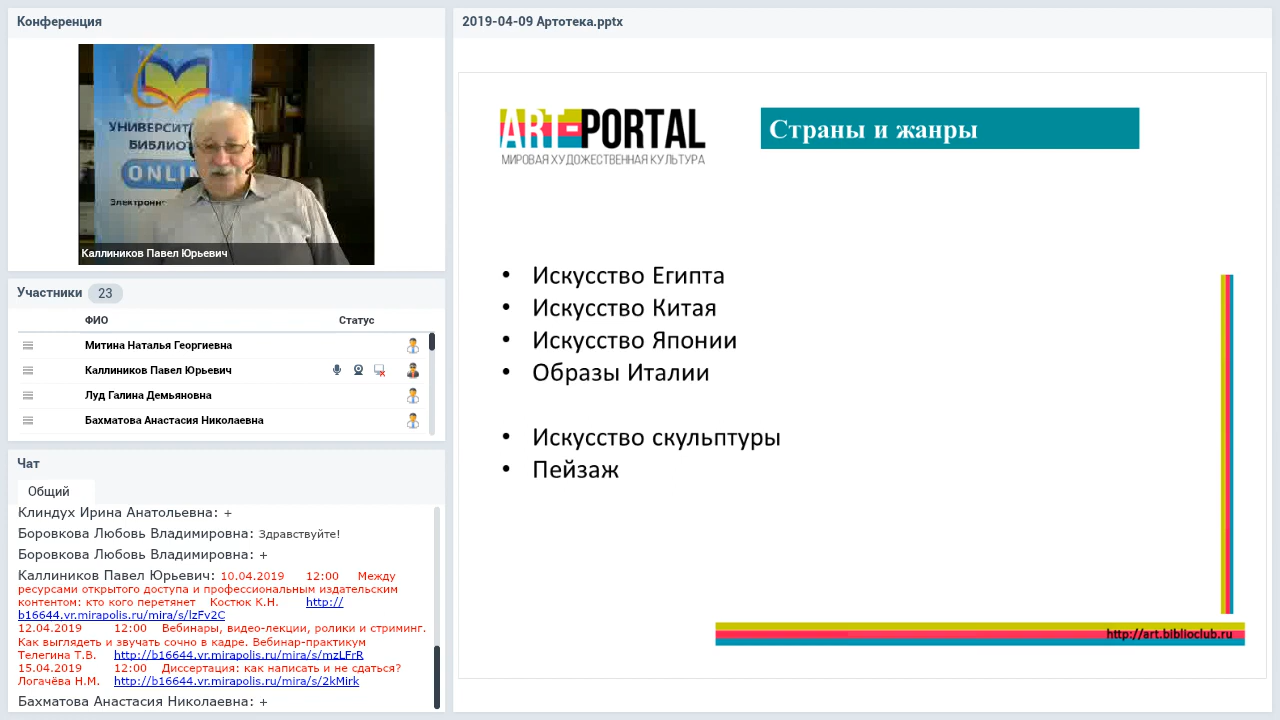 Конференция
УНИВЕРСИТ
БИБЛИОТ
ONLIN
Электронно
Каллиников Павел Юрьевич
Участники 23
ФИО Статус
Митина Наталья Георгиевна
Каллиников Павел Юрьевич
Луд Галина Демьяновна
Бахматова Анастасия Николаевна
Чат
Общий
Клиндух Ирина Анатольевна: +
Боровкова Любовь Владимировна: Здравствуйте!
Боровкова Любовь Владимировна: +
Каллиников Павел Юрьевич: 10.04.2019 12:00 Между
ресурсами открытого доступа и профессиональным издательским
контентом: кто кого перетянет Костюк К.Н. http://
b16644.vr.mirapolis.ru/mira/s/lzFv2C
12.04.2019 12:00 Вебинары, видео-лекции, ролики и стриминг.
Как выглядеть и звучать сочно в кадре. Вебинар-практикум
Телегина Т.В. http://b16644.vr.mirapolis.ru/mira/s/mzLFrR
15.04.2019 12:00 Диссертация: как написать и не сдаться?
Логачёва Н.М. http://b16644.vr.mirapolis.ru/mira/s/2kMirk
Бахматова Анастасия Николаевна: +
2019-04-09 Артотека.pptx
ART-PORTAL
МИРОВАЯ ХУДОЖЕСТВЕННАЯ КУЛЬТУРА
Страны и жанры
• Искусство Египта
• Искусство Китая
• Искусство Японии
• Образы Италии
• Искусство скульптуры
• Пейзаж
http://art.biblioclub.ru